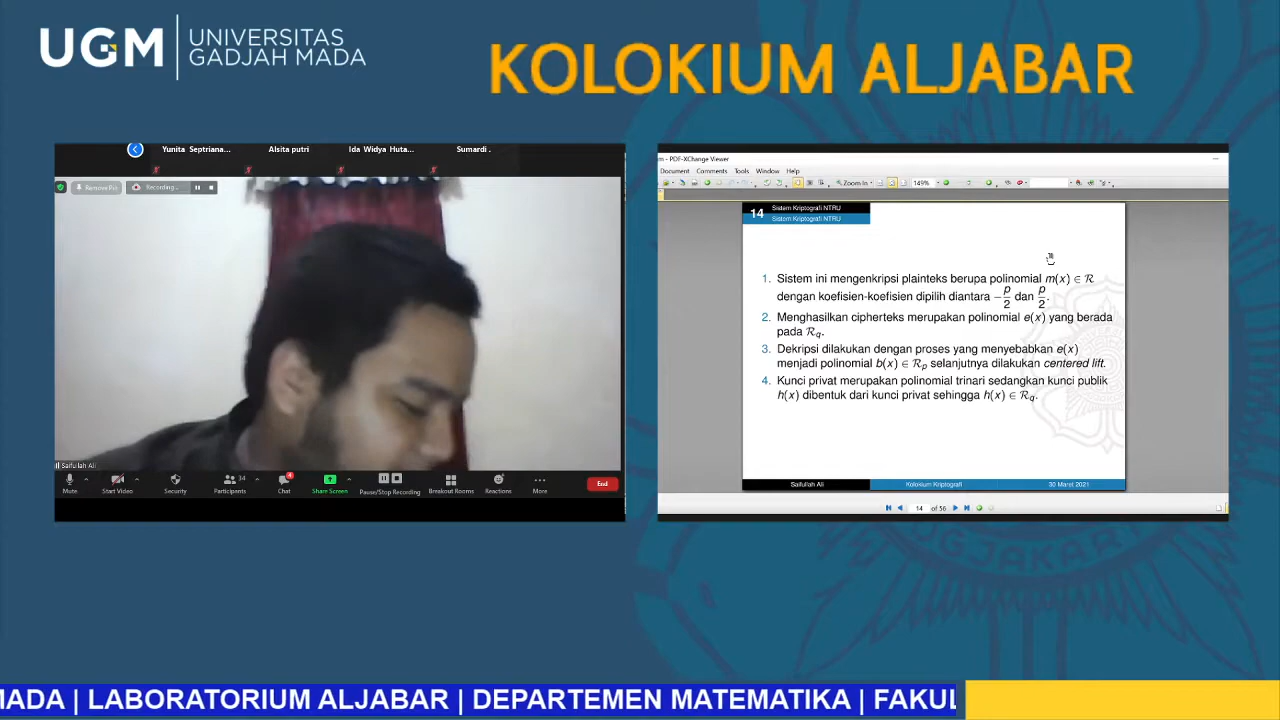 UGM
UNIVERSITAS
GADJAH MADA
KOLOKIUM ALJABAR
Yunita Septriana...
Alsita putri
Ida Widya Huta...
Sumardi .
Remove Pin
Recording...
Saifullah Ali
Mute
Start Video
Security
Participants
34
Chat
4
Share Screen
Pause/Stop Recording
Breakout Rooms
Reactions
More
End
m - PDF-XChange Viewer
Document Comments Tools Window Help
Zoom In
149%
14
Sistem Kriptografi NTRU
Sistem Kriptografi NTRU
1. Sistem ini mengenkripsi plainteks berupa polinomial m(x) ∈ R
dengan koefisien-koefisien dipilih diantara −p/2 dan p/2.
2. Menghasilkan cipherteks merupakan polinomial e(x) yang berada
pada R_q.
3. Dekripsi dilakukan dengan proses yang menyebabkan e(x)
menjadi polinomial b(x) ∈ R_p selanjutnya dilakukan centered lift.
4. Kunci privat merupakan polinomial trinari sedangkan kunci publik
h(x) dibentuk dari kunci privat sehingga h(x) ∈ R_q.
Saifullah Ali
Kolokium Kriptografi
30 Maret 2021
14 of 56
MADA | LABORATORIUM ALJABAR | DEPARTEMEN MATEMATIKA | FAKUL